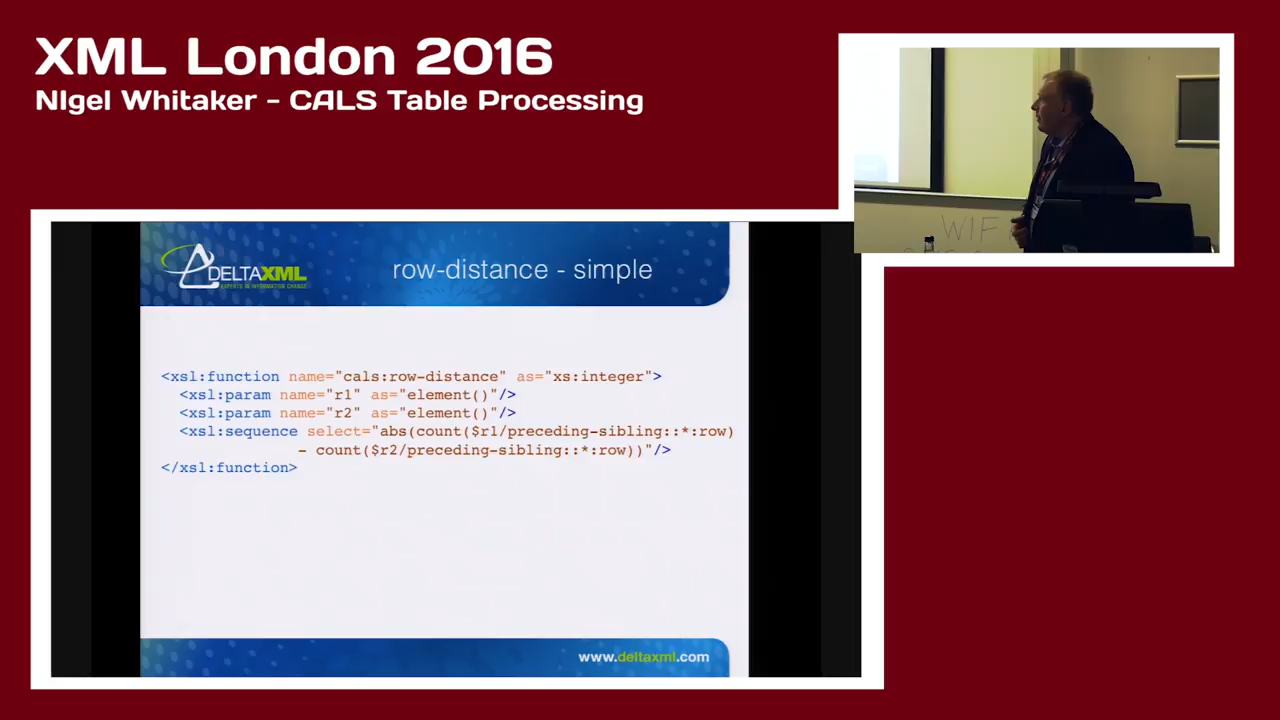 XML London 2016
NIgel Whitaker - CALS Table Processing
DELTAXML
EXPERTS IN INFORMATION CHANGE
row-distance - simple
<xsl:function name="cals:row-distance" as="xs:integer">
<xsl:param name="r1" as="element()"/>
<xsl:param name="r2" as="element()"/>
<xsl:sequence select="abs(count($r1/preceding-sibling::*:row)
- count($r2/preceding-sibling::*:row))"/>
</xsl:function>
www.deltaxml.com
WIF